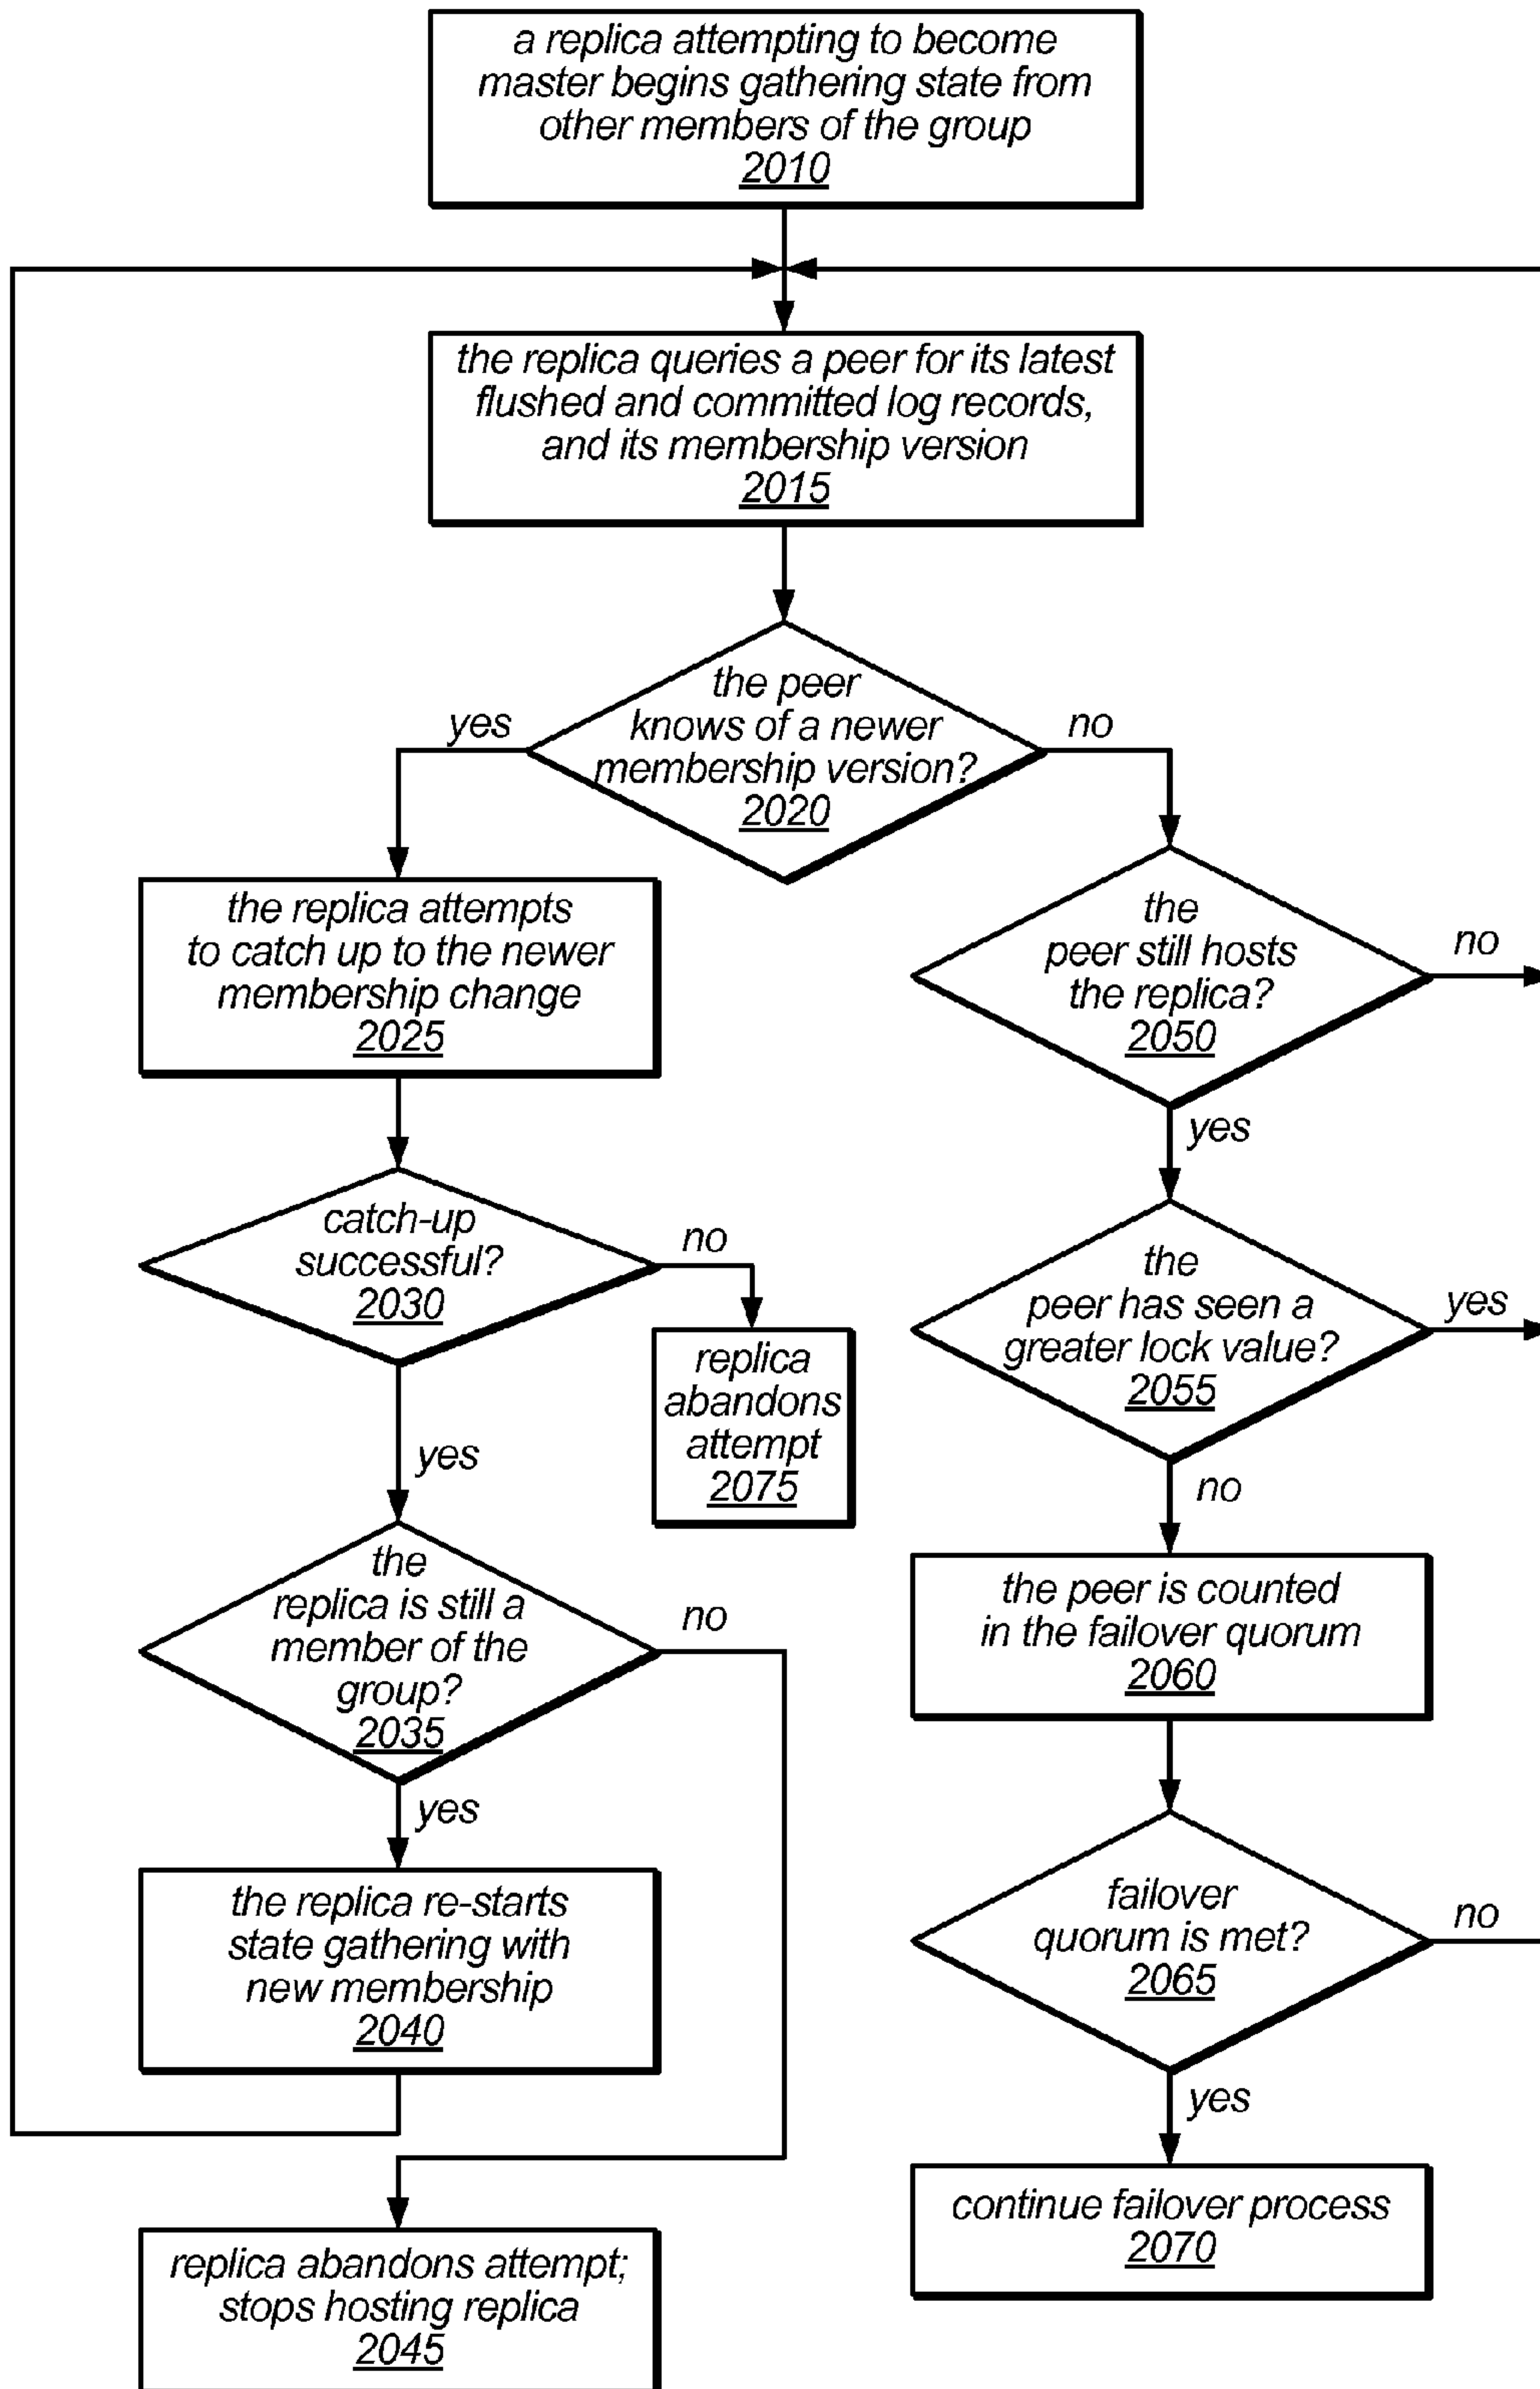 a replica attempting to become
master begins gathering state from
other members of the group
2010
the replica queries a peer for its latest
flushed and committed log records,
and its membership version
2015
the peer
knows of a newer
membership version?
2020
yes
no
the replica attempts
to catch up to the newer
membership change
2025
the
peer still hosts
the replica?
2050
no
yes
catch-up
successful?
2030
no
yes
replica
abandons
attempt
2075
the
peer has seen a
greater lock value?
2055
yes
no
the
replica is still a
member of the
group?
2035
no
yes
the peer is counted
in the failover quorum
2060
the replica re-starts
state gathering with
new membership
2040
failover
quorum is met?
2065
no
yes
replica abandons attempt;
stops hosting replica
2045
continue failover process
2070